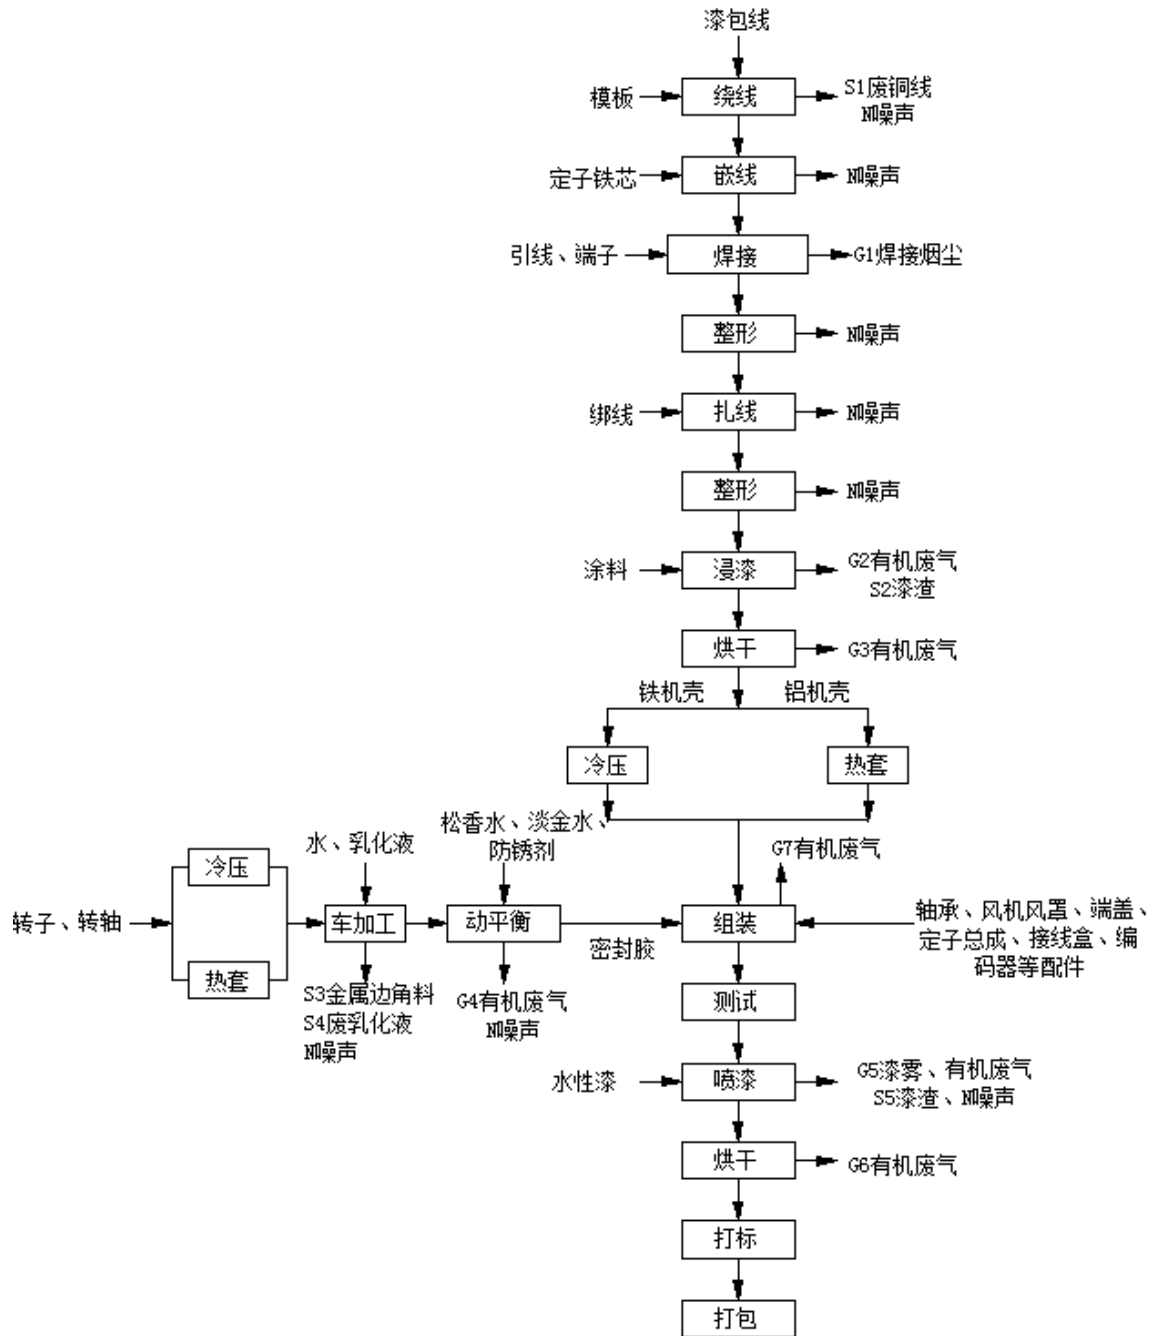 漆包线
模板
绕线
S1废铜线
N噪声
定子铁芯
嵌线
N噪声
引线、端子
焊接
G1焊接烟尘
整形
N噪声
绑线
扎线
N噪声
整形
N噪声
涂料
浸漆
G2有机废气
S2漆渣
烘干
G3有机废气
铁机壳
铝机壳
冷压
热套
松香水、淡金水、
防锈剂
水、乳化液
G7有机废气
冷压
转子、转轴
热套
车加工
动平衡
密封胶
组装
轴承、风机风罩、端盖、
定子总成、接线盒、编
码器等配件
S3金属边角料
S4废乳化液
N噪声
G4有机废气
N噪声
测试
水性漆
喷漆
G5漆雾、有机废气
S5漆渣、N噪声
烘干
G6有机废气
打标
打包